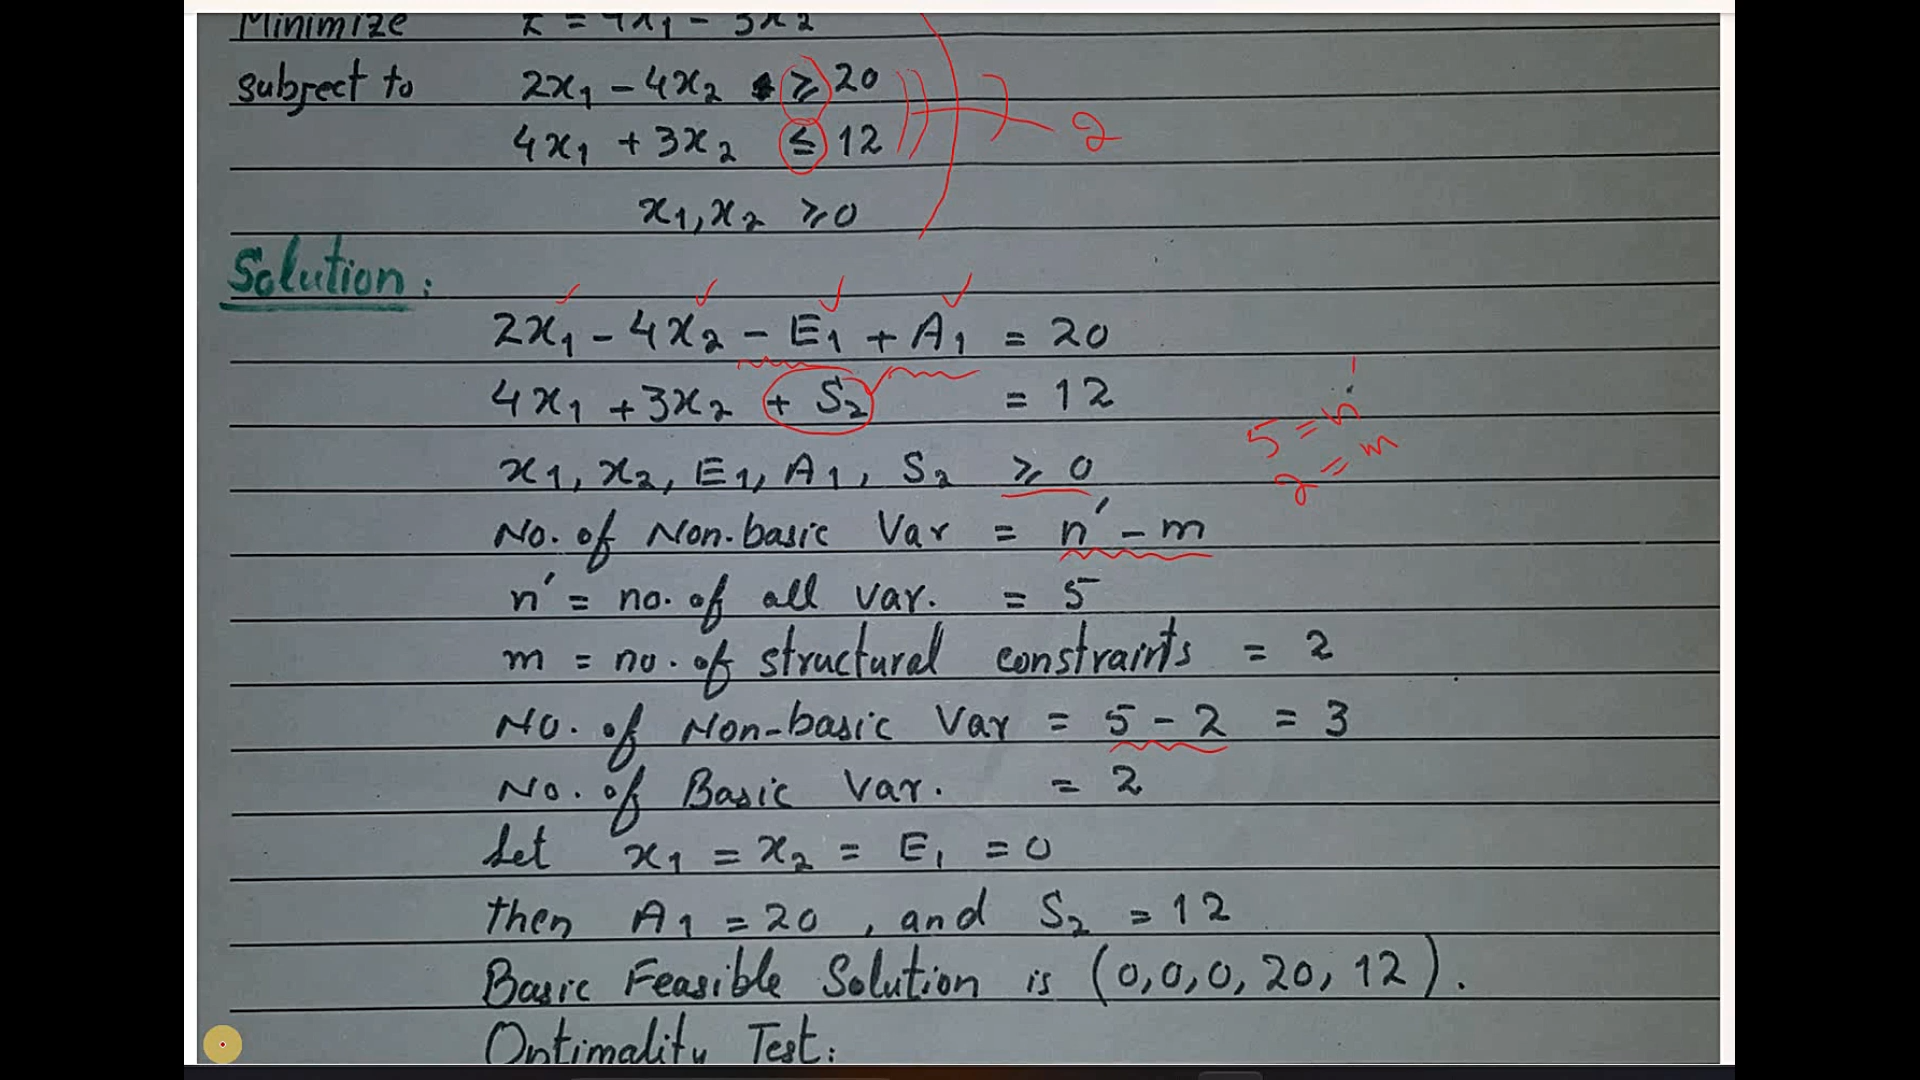 Minimize z = 4x₁ - 3x₂
subject to 2x₁ - 4x₂ ≥ 20
4x₁ + 3x₂ ≤ 12
2
x₁, x₂ ≥ 0
Solution:
2x₁ - 4x₂ - E₁ + A₁ = 20
4x₁ + 3x₂ + S₂ = 12
5 = n'
2 = m
x₁, x₂, E₁, A₁, S₂ ≥ 0
No. of Non-basic Var = n' - m
n' = no. of all var. = 5
m = no. of structural constraints = 2
No. of Non-basic Var = 5 - 2 = 3
No. of Basic Var. = 2
Let x₁ = x₂ = E₁ = 0
then A₁ = 20, and S₂ = 12
Basic Feasible Solution is (0, 0, 0, 20, 12).
Optimality Test: